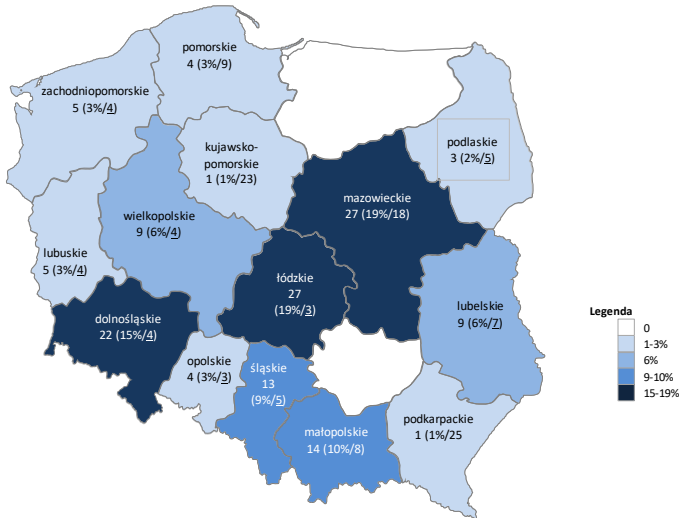 pomorskie
4 (3%/9)
zachodniopomorskie
5 (3%/4)
kujawsko-
pomorskie
1 (1%/23)
podlaskie
3 (2%/5)
mazowieckie
27 (19%/18)
wielkopolskie
9 (6%/4)
lubuskie
5 (3%/4)
łódzkie
27
(19%/3)
dolnośląskie
22 (15%/4)
lubelskie
9 (6%/7)
opolskie
4 (3%/3)
śląskie
13
(9%/5)
małopolskie
14 (10%/8)
podkarpackie
1 (1%/25
Legenda
0
1-3%
6%
9-10%
15-19%